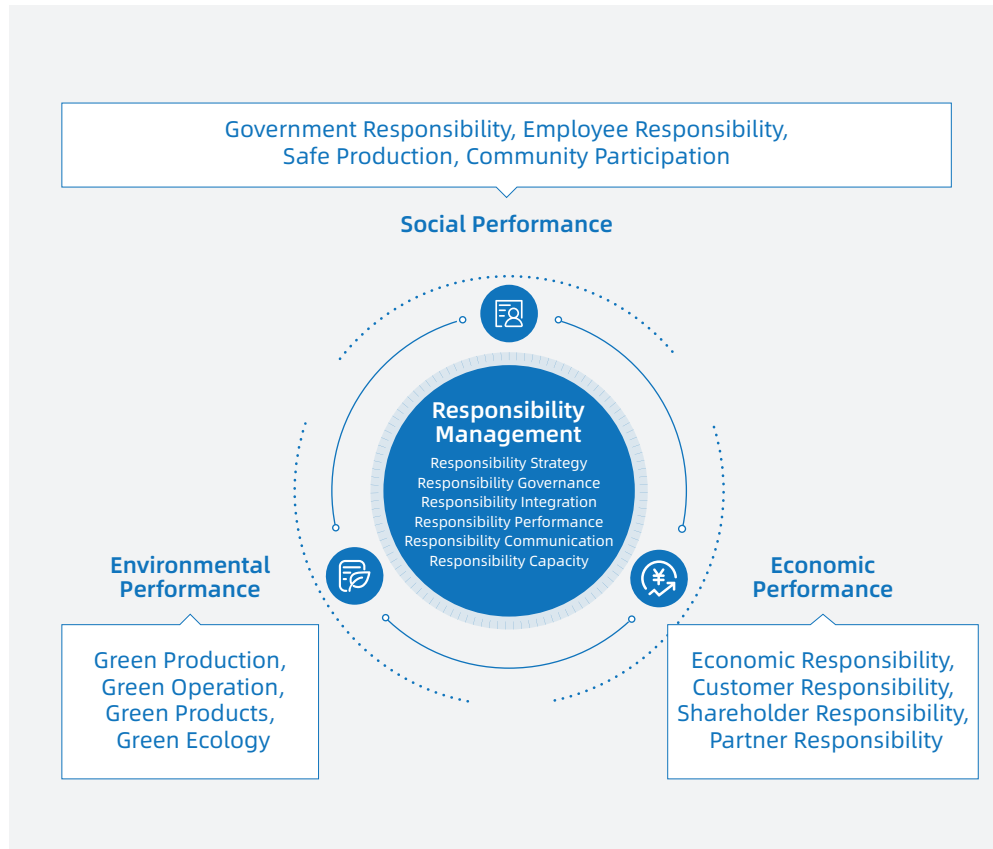 Government Responsibility, Employee Responsibility,
Safe Production, Community Participation
Social Performance
Responsibility
Management
Responsibility Strategy
Responsibility Governance
Responsibility Integration
Responsibility Performance
Responsibility Communication
Responsibility Capacity
Environmental
Performance
Green Production,
Green Operation,
Green Products,
Green Ecology
¥
Economic
Performance
Economic Responsibility,
Customer Responsibility,
Shareholder Responsibility,
Partner Responsibility